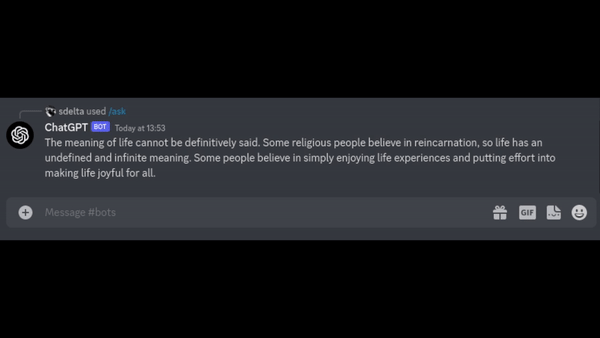 sdelta used /ask
ChatGPT BOT Today at 13:53
The meaning of life cannot be definitively said. Some religious people believe in reincarnation, so life has an
undefined and infinite meaning. Some people believe in simply enjoying life experiences and putting effort into
making life joyful for all.
Message #bots
GIF